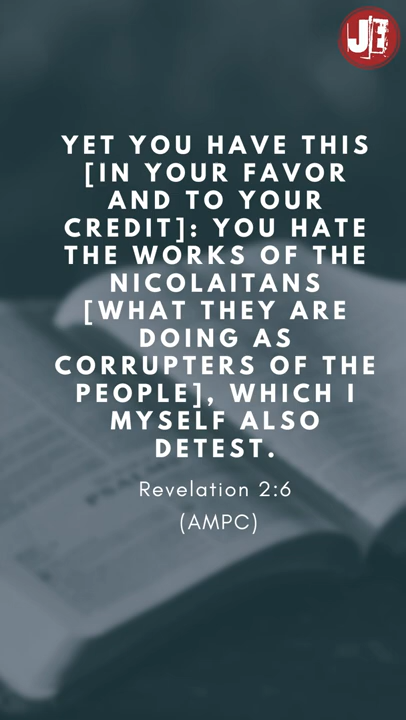 JE
YET YOU HAVE THIS
[IN YOUR FAVOR
AND TO YOUR
CREDIT]: YOU HATE
THE WORKS OF THE
NICOLAITANS
[WHAT THEY ARE
DOING AS
CORRUPTERS OF THE
PEOPLE], WHICH I
MYSELF ALSO
DETEST.
Revelation 2:6
(AMPC)